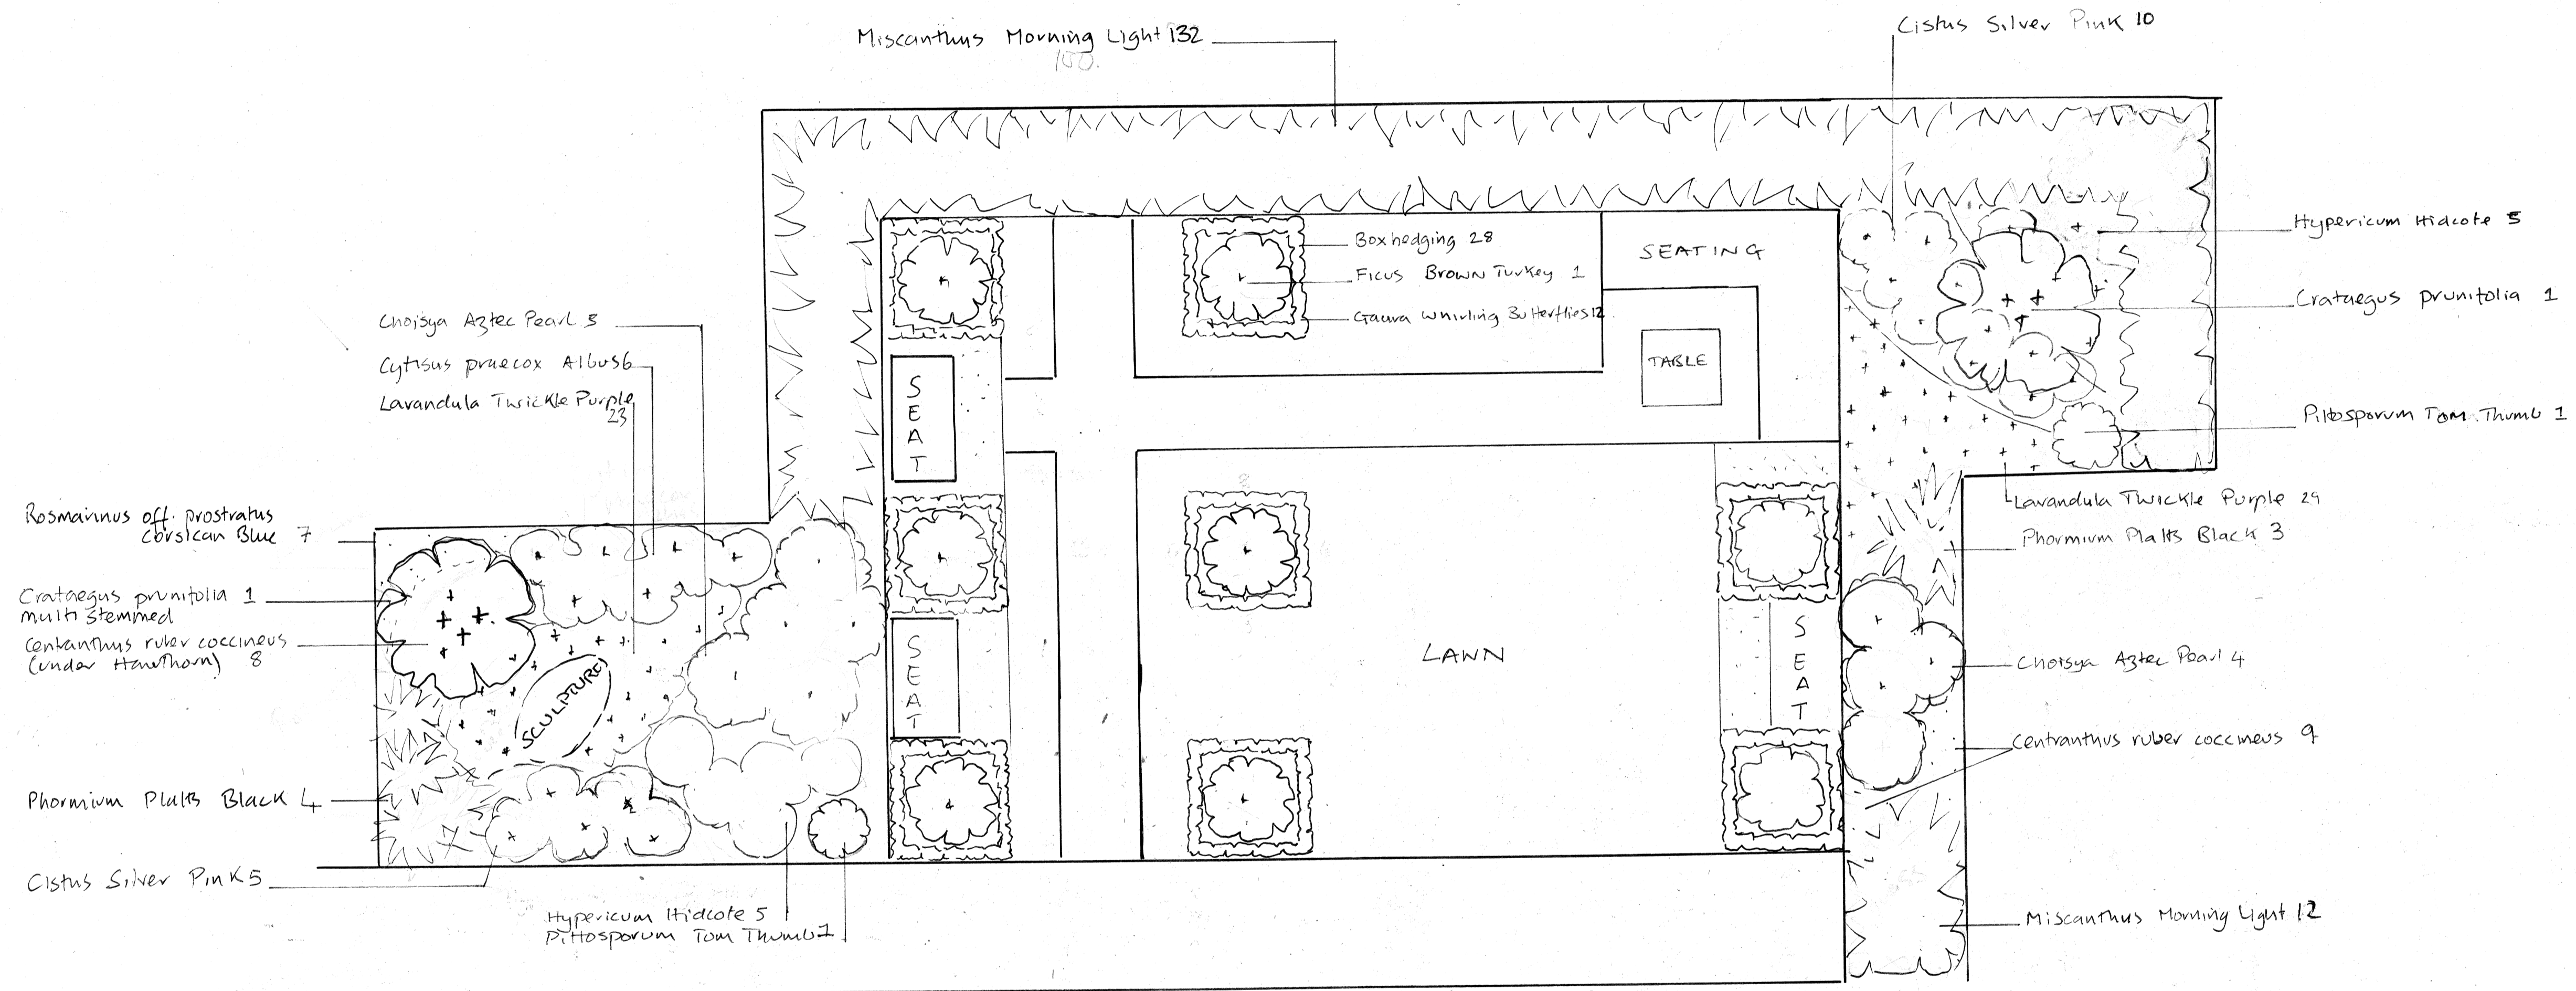 Miscanthus Morning Light 132
100.
Cistus Silver Pink 10
Hypericum Hidcote 5
Crataegus prunifolia 1
Pittosporum Tom Thumb 1
Lavandula Twickle Purple 29
Phormium Platts Black 3
Choisya Aztec Pearl 4
Centranthus ruber coccineus 9
Miscanthus Morning Light 12
Box hedging 28
Ficus Brown Turkey 1
Gaura Whirling Butterflies 12
SEATING
TABLE
SEAT
SEAT
SEAT
LAWN
Choisya Aztec Pearl 5
Cytisus praecox Albus 6
Lavandula Twickle Purple
23
Rosmarinus off. prostratus
Corsican Blue 7
Crataegus prunifolia 1
multi stemmed
Centranthus ruber coccineus
(under Hawthorn) 8
SCULPTURE
Phormium Platts Black 4
Cistus Silver Pink 5
Hypericum Hidcote 5
Pittosporum Tom Thumb 1